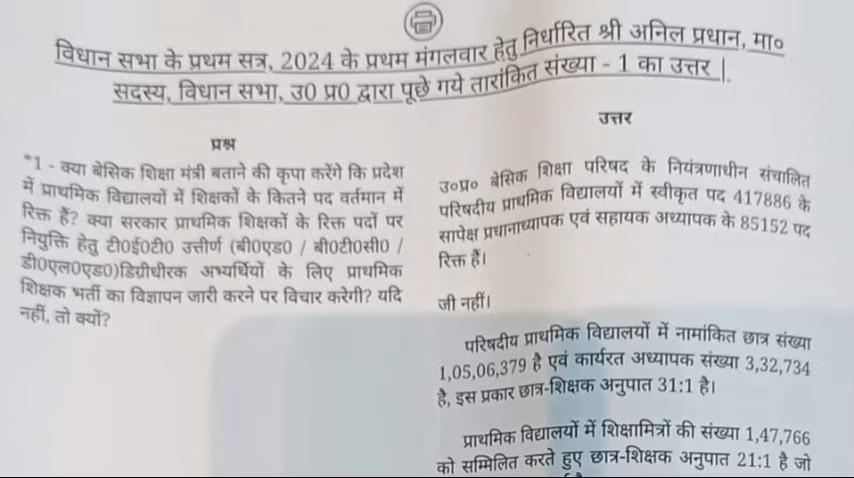 विधान सभा के प्रथम सत्र, 2024 के प्रथम मंगलवार हेतु निर्धारित श्री अनिल प्रधान, मा०
सदस्य, विधान सभा, उ0 प्र0 द्वारा पूछे गये तारांकित संख्या - 1 का उत्तर |.
प्रश्न
*1 - क्या बेसिक शिक्षा मंत्री बताने की कृपा करेंगे कि प्रदेश
में प्राथमिक विद्यालयों में शिक्षकों के कितने पद वर्तमान में
रिक्त हैं? क्या सरकार प्राथमिक शिक्षकों के रिक्त पदों पर
नियुक्ति हेतु टी0ई0टी0 उत्तीर्ण (बी0एड0 / बी0टी0सी0 /
डी0एल0एड0)डिग्रीधीरक अभ्यर्थियों के लिए प्राथमिक
शिक्षक भर्ती का विज्ञापन जारी करने पर विचार करेगी? यदि
नहीं, तो क्यों?
उत्तर
उ०प्र० बेसिक शिक्षा परिषद के नियंत्रणाधीन संचालित
परिषदीय प्राथमिक विद्यालयों में स्वीकृत पद 417886 के
सापेक्ष प्रधानाध्यापक एवं सहायक अध्यापक के 85152 पद
रिक्त हैं।
जी नहीं।
परिषदीय प्राथमिक विद्यालयों में नामांकित छात्र संख्या
1,05,06,379 है एवं कार्यरत अध्यापक संख्या 3,32,734
है, इस प्रकार छात्र-शिक्षक अनुपात 31:1 है।
प्राथमिक विद्यालयों में शिक्षामित्रों की संख्या 1,47,766
को सम्मिलित करते हुए छात्र-शिक्षक अनुपात 21:1 है जो